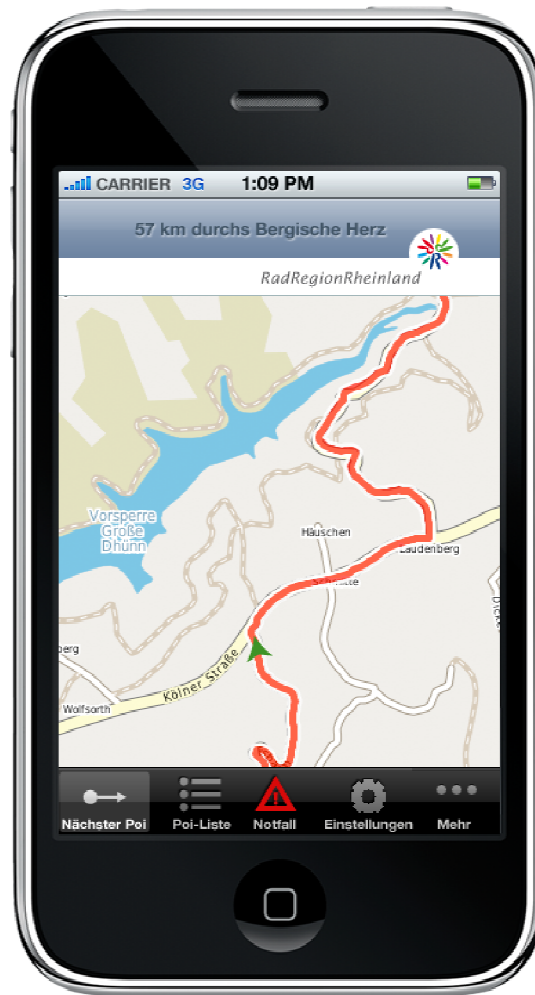 CARRIER 3G 1:09 PM
57 km durchs Bergische Herz
RadRegionRheinland
Vorsperre
Große
Dhünn
Häuschen
Laudenberg
Kölner Straße
Wolfsorth
Nächster Poi
Poi-Liste
Notfall
Einstellungen
Mehr